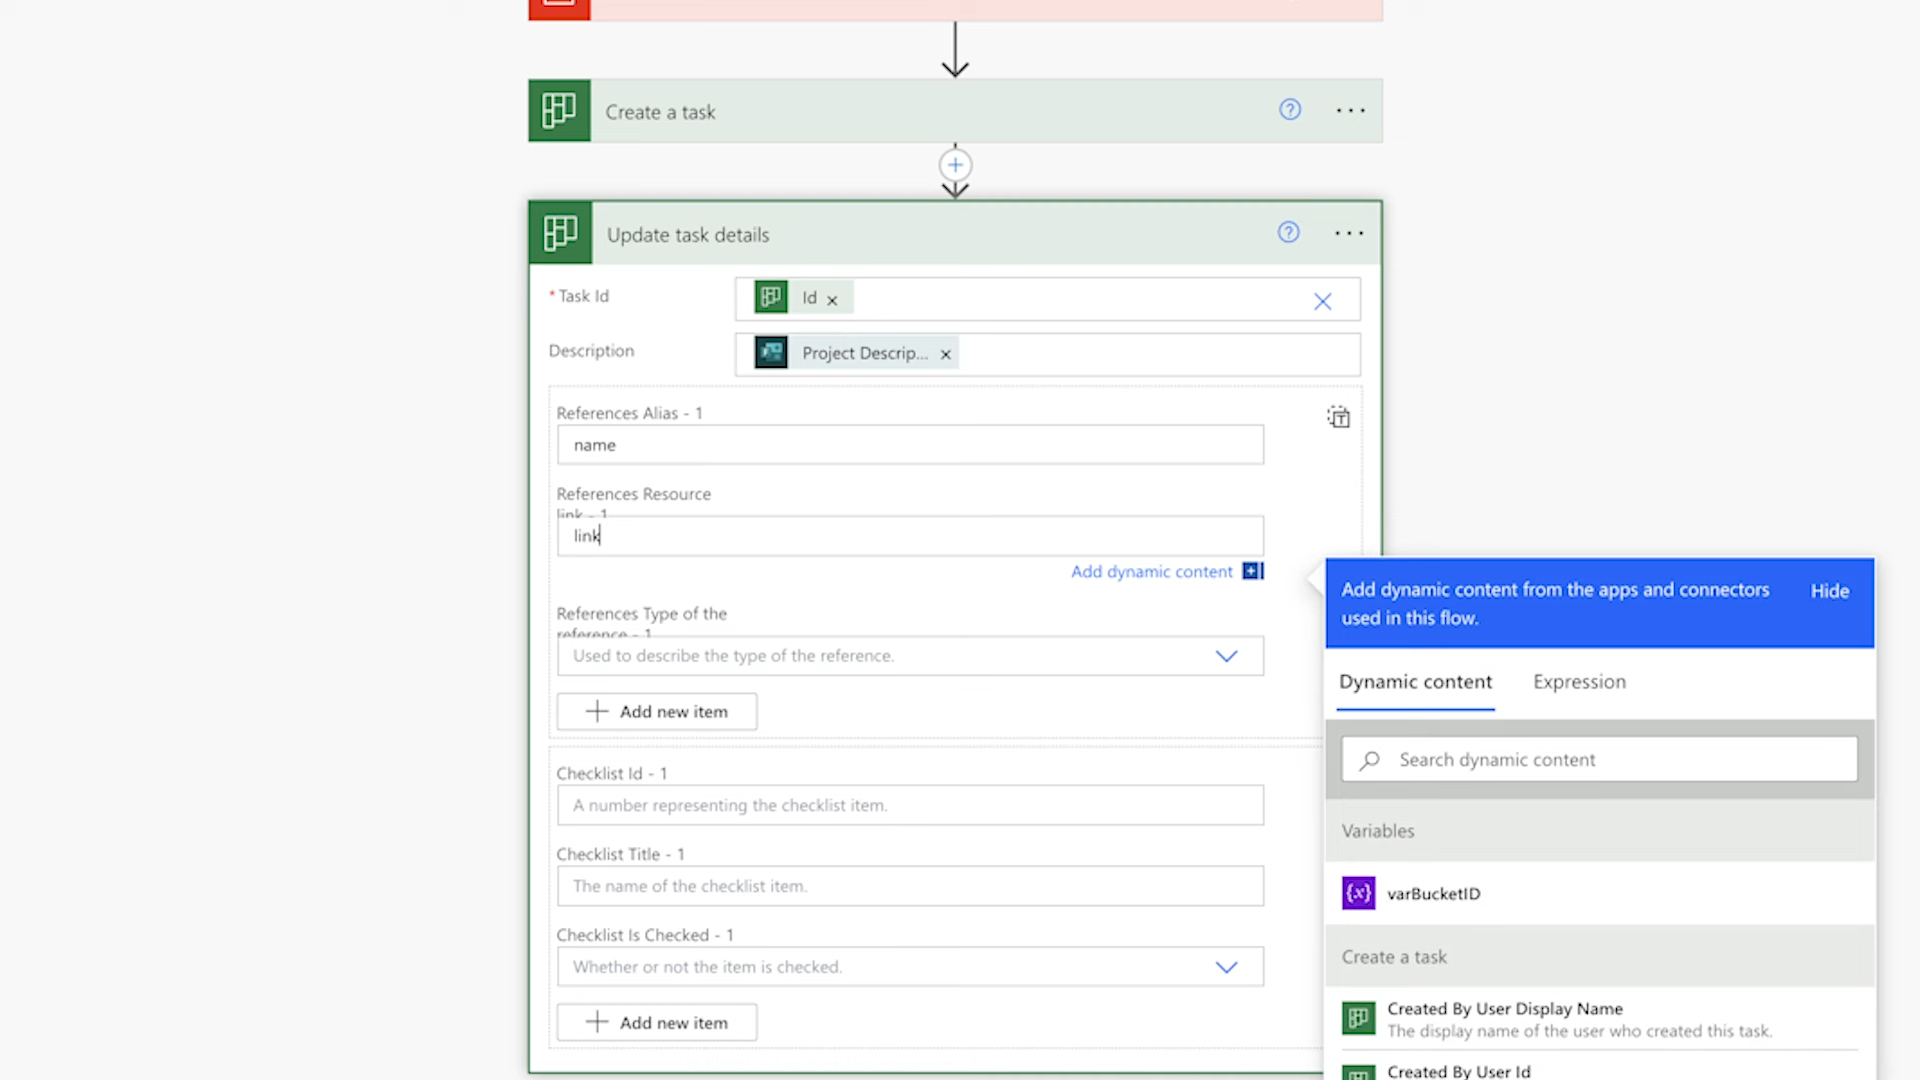 Create a task
Update task details
* Task Id
Id
Description
Project Descrip...
References Alias - 1
name
References Resource
link - 1
link
Add dynamic content
References Type of the
reference - 1
Used to describe the type of the reference.
Add new item
Checklist Id - 1
A number representing the checklist item.
Checklist Title - 1
The name of the checklist item.
Checklist Is Checked - 1
Whether or not the item is checked.
Add new item
Add dynamic content from the apps and connectors
used in this flow.
Hide
Dynamic content
Expression
Search dynamic content
Variables
{x} varBucketID
Create a task
Created By User Display Name
The display name of the user who created this task.
Created By User Id